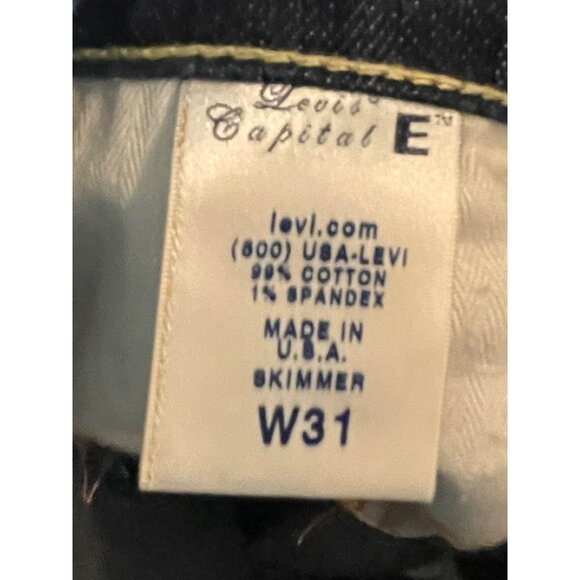 Levi's®
Capital E™
levi.com
(800) USA-LEVI
99% COTTON
1% SPANDEX
MADE IN
U.S.A.
SKIMMER
W31